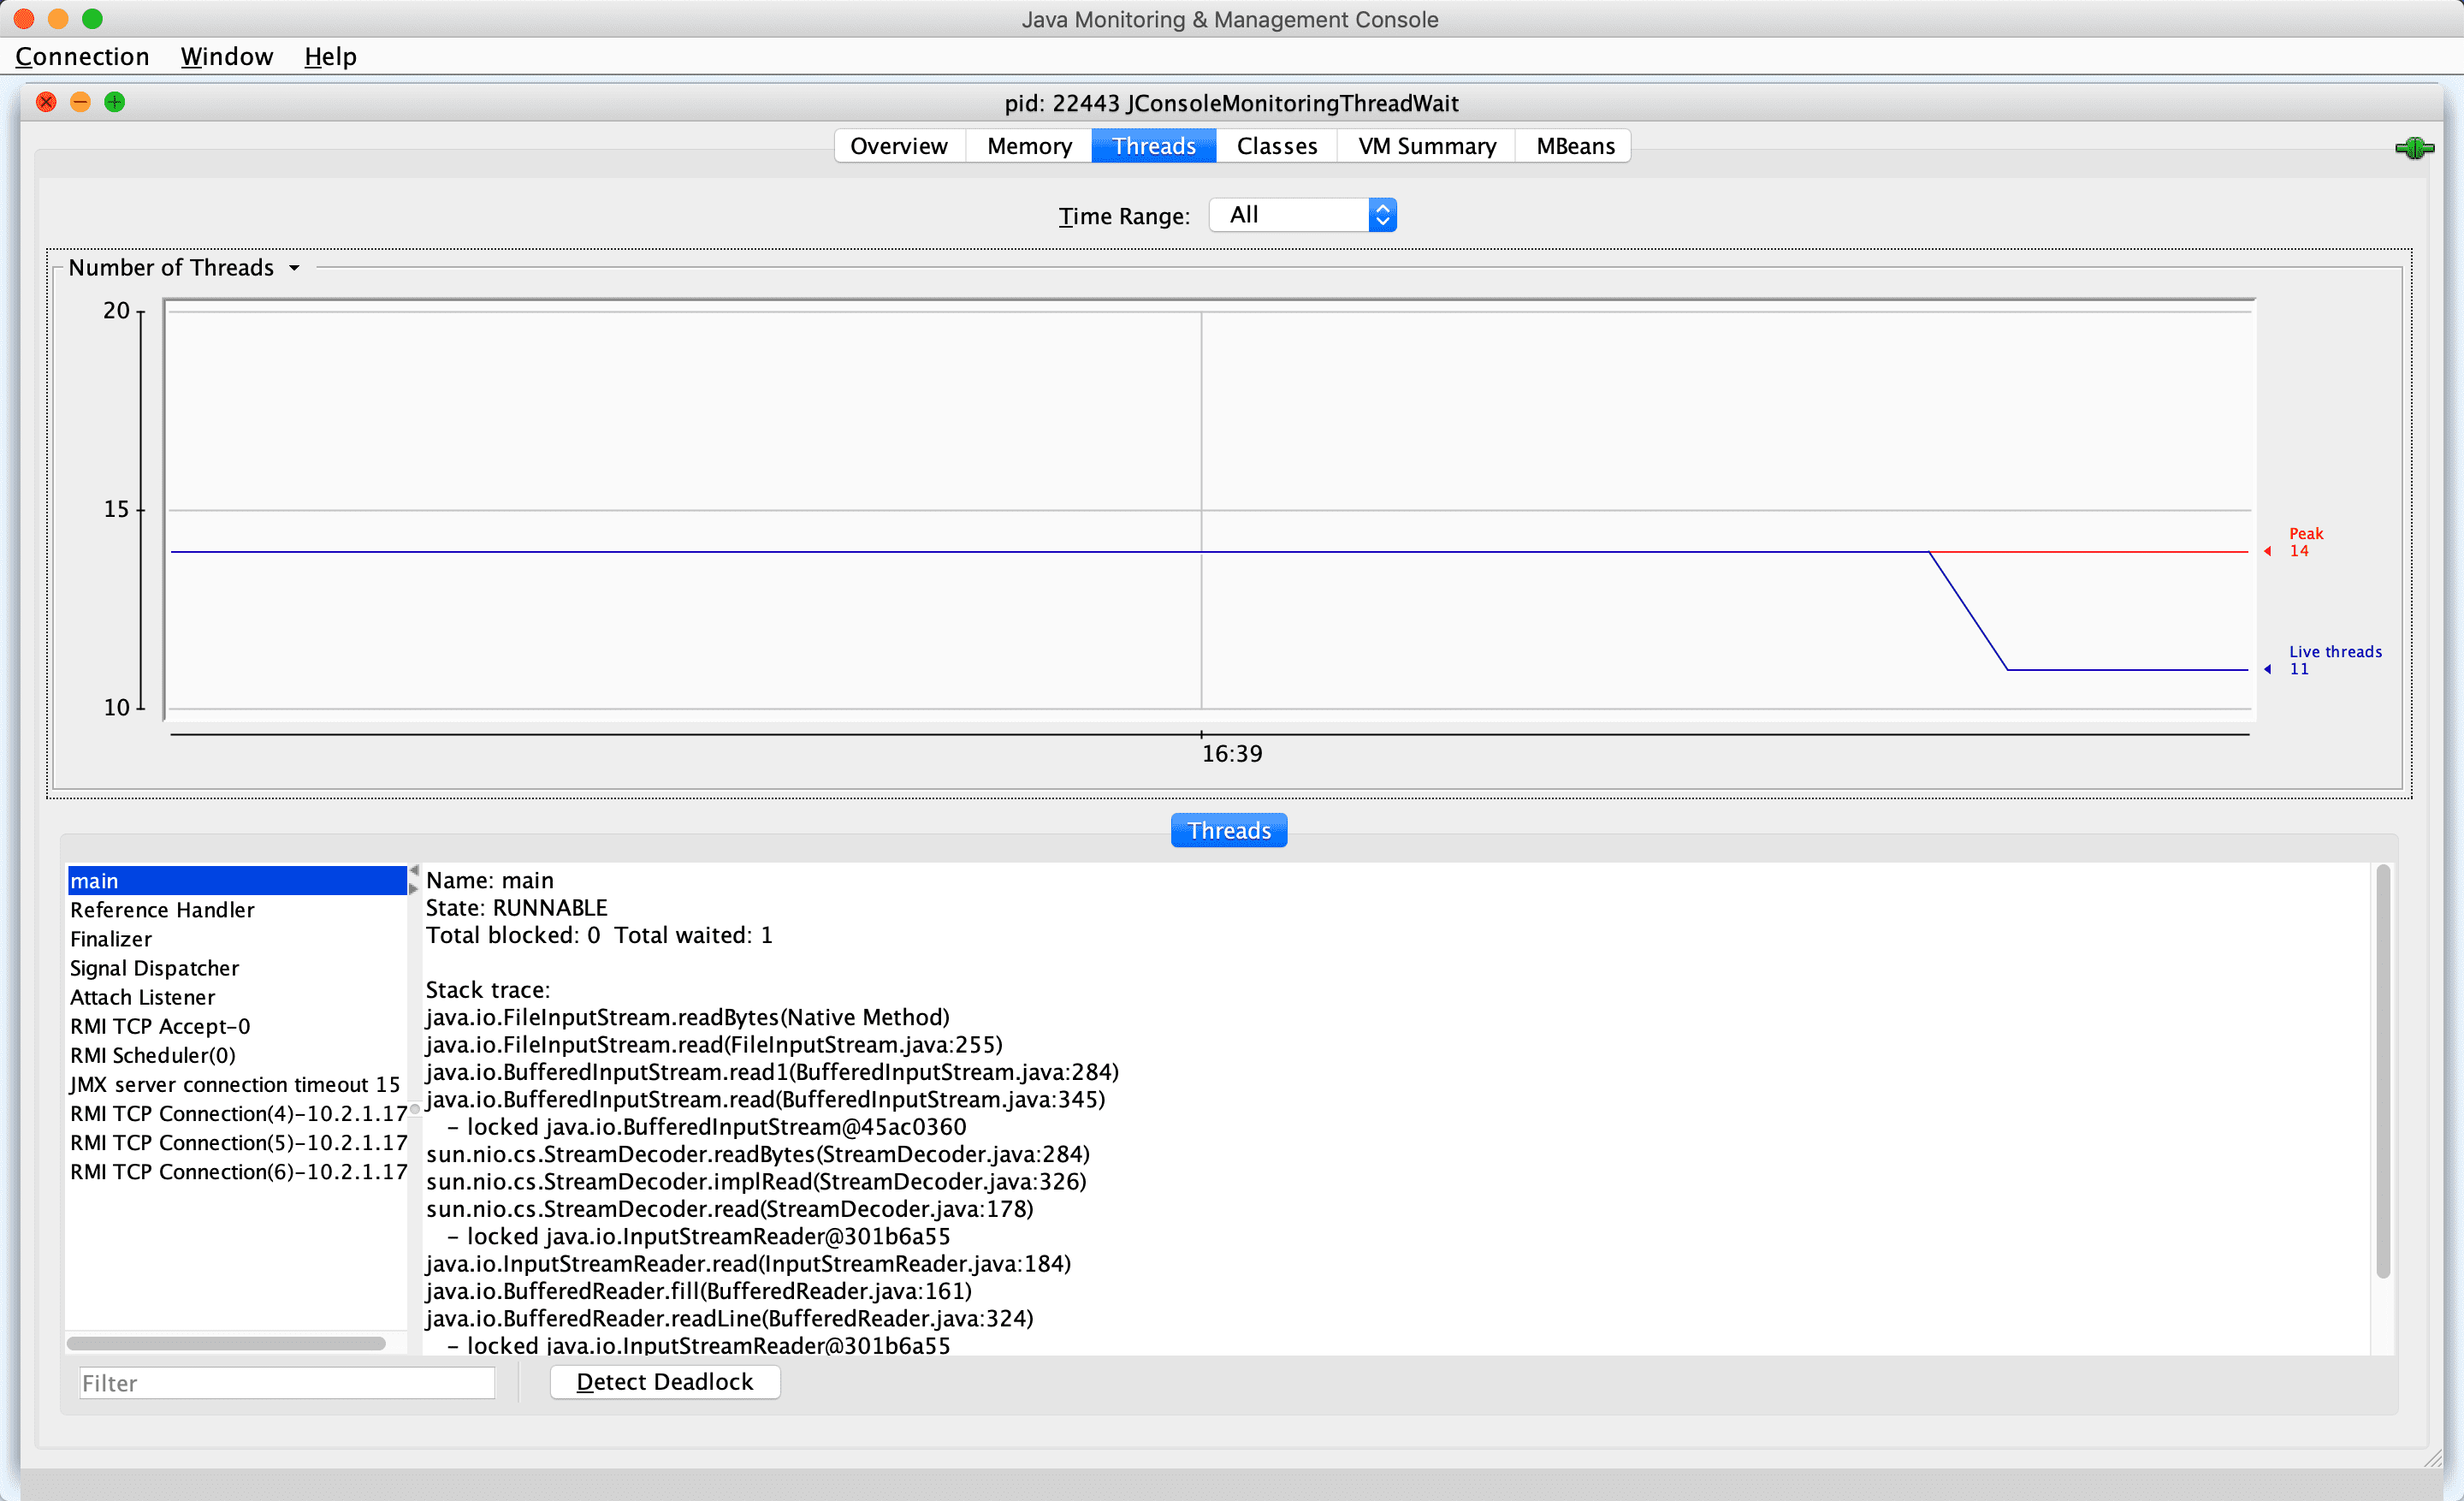 Java Monitoring & Management Console
Connection Window Help
pid: 22443 JConsoleMonitoringThreadWait
Overview Memory Threads Classes VM Summary MBeans
Time Range: All
Number of Threads
20
15
10
Peak
14
Live threads
11
16:39
Threads
main
Reference Handler
Finalizer
Signal Dispatcher
Attach Listener
RMI TCP Accept-0
RMI Scheduler(0)
JMX server connection timeout 15
RMI TCP Connection(4)-10.2.1.17
RMI TCP Connection(5)-10.2.1.17
RMI TCP Connection(6)-10.2.1.17
Name: main
State: RUNNABLE
Total blocked: 0 Total waited: 1
Stack trace:
java.io.FileInputStream.readBytes(Native Method)
java.io.FileInputStream.read(FileInputStream.java:255)
java.io.BufferedInputStream.read1(BufferedInputStream.java:284)
java.io.BufferedInputStream.read(BufferedInputStream.java:345)
- locked java.io.BufferedInputStream@45ac0360
sun.nio.cs.StreamDecoder.readBytes(StreamDecoder.java:284)
sun.nio.cs.StreamDecoder.implRead(StreamDecoder.java:326)
sun.nio.cs.StreamDecoder.read(StreamDecoder.java:178)
- locked java.io.InputStreamReader@301b6a55
java.io.InputStreamReader.read(InputStreamReader.java:184)
java.io.BufferedReader.fill(BufferedReader.java:161)
java.io.BufferedReader.readLine(BufferedReader.java:324)
- locked java.io.InputStreamReader@301b6a55
Filter
Detect Deadlock